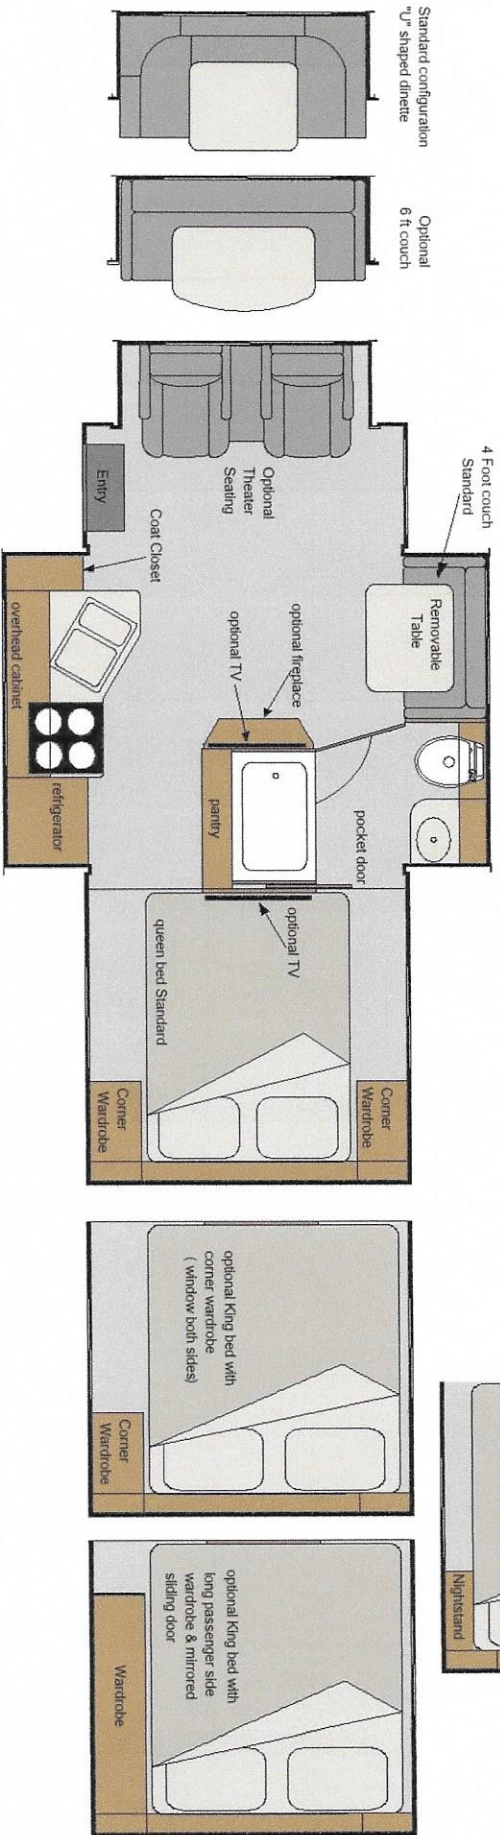 Standard configuration
"U" shaped dinette
Optional
6 ft couch
4 Foot couch
Standard
Removable
Table
Optional
Theater
Seating
Entry
Coat Closet
overhead cabinet
refrigerator
optional fireplace
optional TV
pantry
pocket door
optional TV
queen bed Standard
Corner
Wardrobe
Corner
Wardrobe
optional King bed with
corner wardrobe
( window both sides)
Corner
Wardrobe
optional King bed with
long passenger side
wardrobe & mirrored
sliding door
Wardrobe
Nightstand